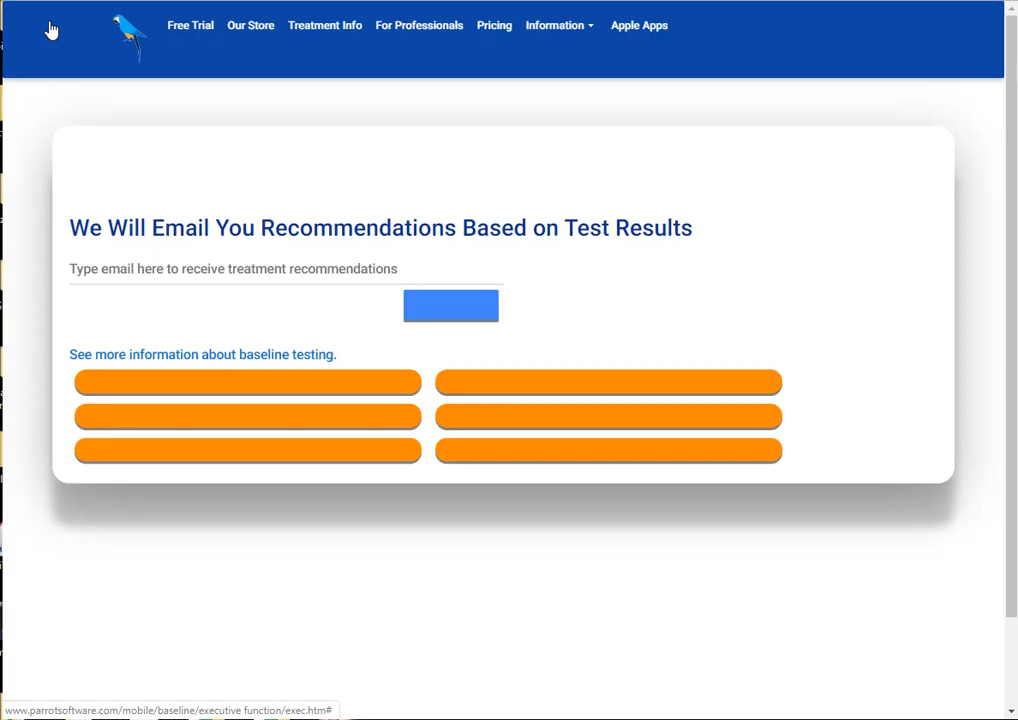 Free Trial Our Store Treatment Info For Professionals Pricing Information Apple Apps
We Will Email You Recommendations Based on Test Results
Type email here to receive treatment recommendations
See more information about baseline testing.
www.parrotsoftware.com/mobile/baseline/executive function/exec.htm#